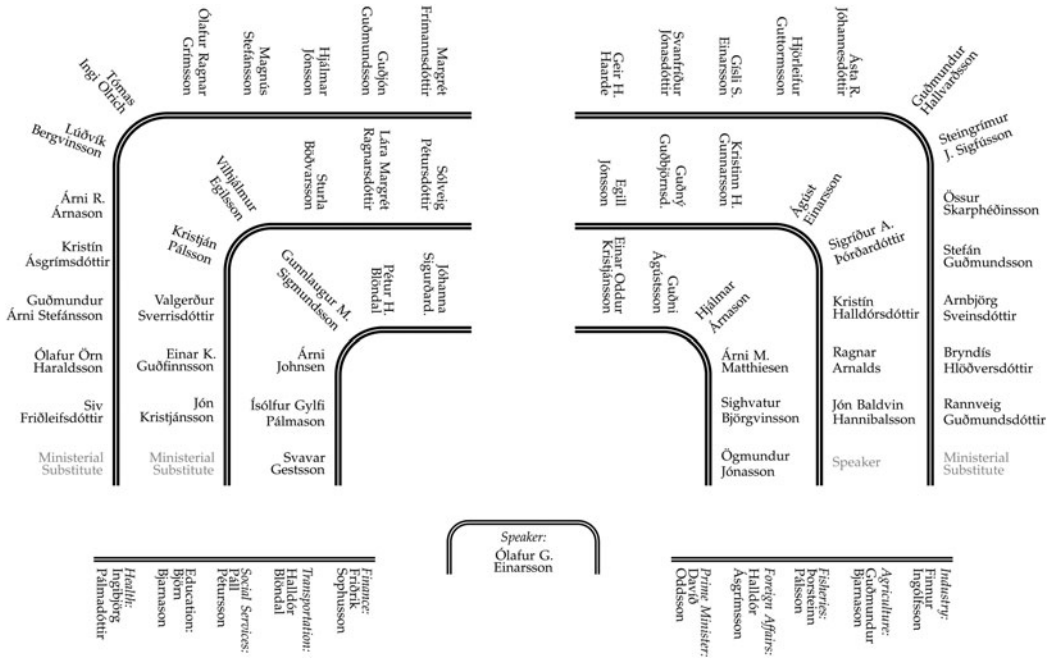 Ólafur Ragnar
Grímsson
Magnús
Stefánsson
Hjálmar
Jónsson
Guðjón
Guðmundsson
Margrét
Frímannsdóttir
Geir H.
Haarde
Svanfríður
Jónasdóttir
Gísli S.
Einarsson
Hjörleifur
Guttormsson
Ásta R.
Jóhannesdóttir
Tómas
Ingi Olrich
Guðmundur
Hallvarðsson
Lúðvík
Bergvinsson
Steingrímur
J. Sigfússon
Vilhjálmur
Egilsson
Sturla
Böðvarsson
Lára Margrét
Ragnarsdóttir
Sólveig
Pétursdóttir
Egill
Jónsson
Guðný
Guðbjörnsd.
Kristinn H.
Gunnarsson
Ágúst
Einarsson
Árni R.
Árnason
Össur
Skarphéðinsson
Kristján
Pálsson
Sigríður A.
Þórðardóttir
Kristín
Ásgrímsdóttir
Stefán
Guðmundsson
Gunnlaugur M.
Sigmundsson
Pétur H.
Blöndal
Jóhanna
Sigurðard.
Einar Oddur
Kristjánsson
Guðni
Ágústsson
Hjálmar
Árnason
Guðmundur
Árni Stefánsson
Valgerður
Sverrisdóttir
Kristín
Halldórsdóttir
Arnbjörg
Sveinsdóttir
Ólafur Örn
Haraldsson
Einar K.
Guðfinnsson
Árni
Johnsen
Árni M.
Matthiesen
Ragnar
Arnalds
Bryndís
Hlöðversdóttir
Siv
Friðleifsdóttir
Jón
Kristjánsson
Ísólfur Gylfi
Pálmason
Sighvatur
Björgvinsson
Jón Baldvin
Hannibalsson
Rannveig
Guðmundsdóttir
Ministerial
Substitute
Ministerial
Substitute
Svavar
Gestsson
Ögmundur
Jónasson
Speaker
Ministerial
Substitute
Speaker:
Ólafur G.
Einarsson
Health:
Ingibjörg
Pálmadóttir
Education:
Björn
Bjarnason
Social Services:
Páll
Pétursson
Transportation:
Halldór
Blöndal
Finance:
Friðrik
Sophusson
Prime Minister:
Davíð
Oddsson
Foreign Affairs:
Halldór
Ásgrímsson
Fisheries:
Þorsteinn
Pálsson
Agriculture:
Guðmundur
Bjarnason
Industry:
Finnur
Ingólfsson